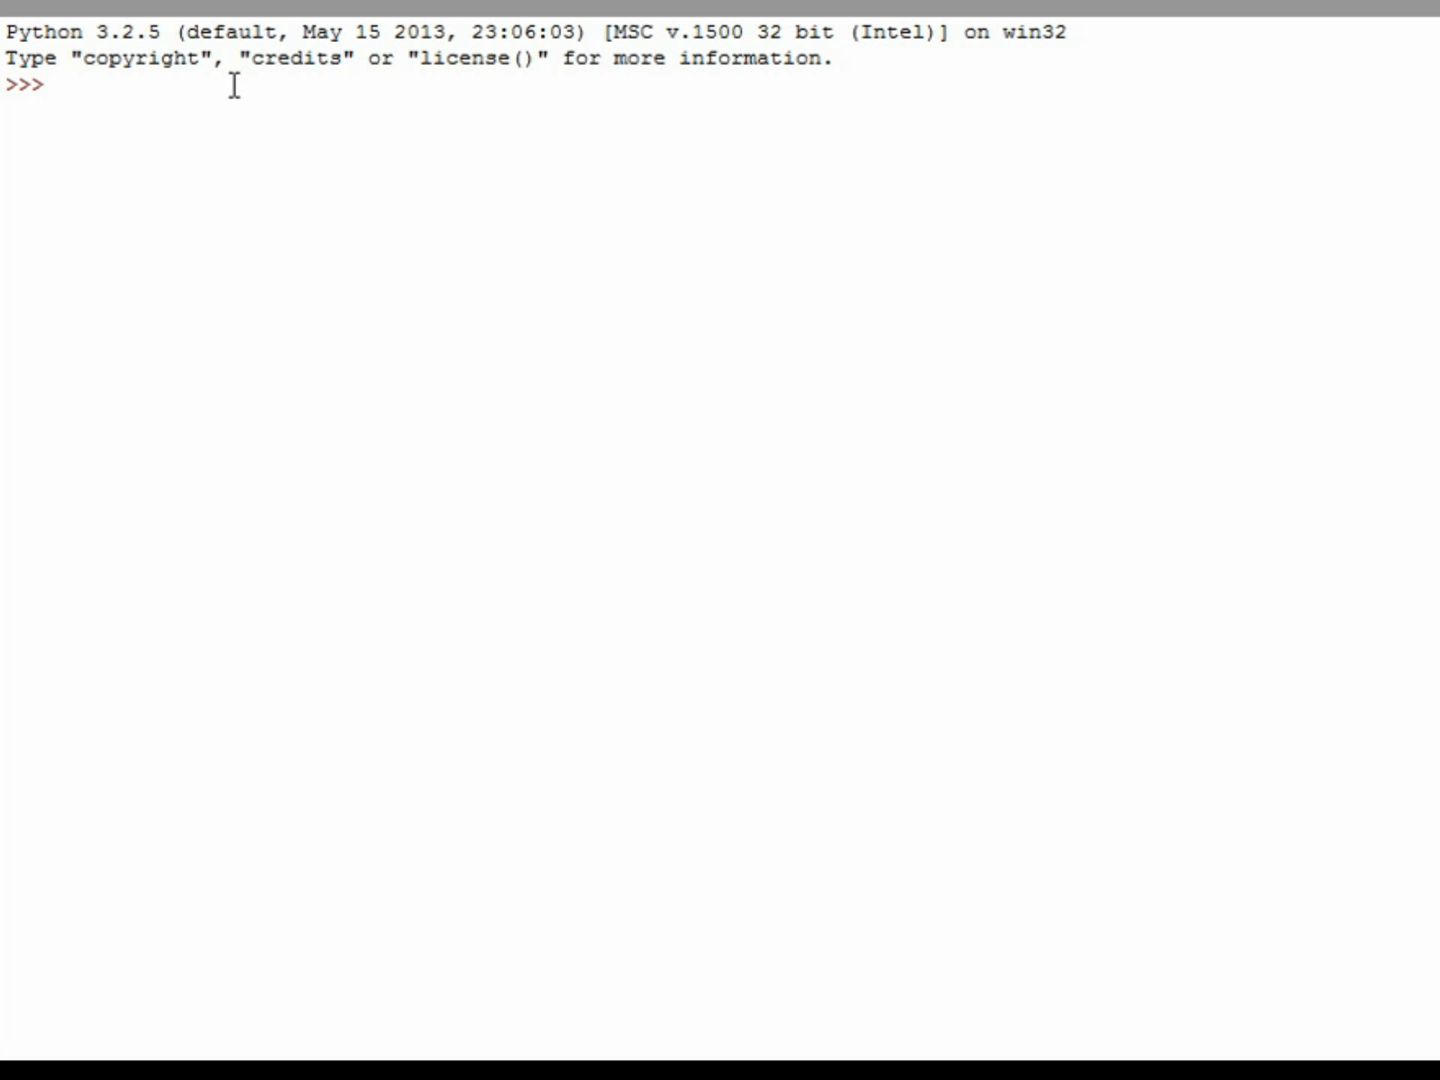 Python 3.2.5 (default, May 15 2013, 23:06:03) [MSC v.1500 32 bit (Intel)] on win32
Type "copyright", "credits" or "license()" for more information.
>>>